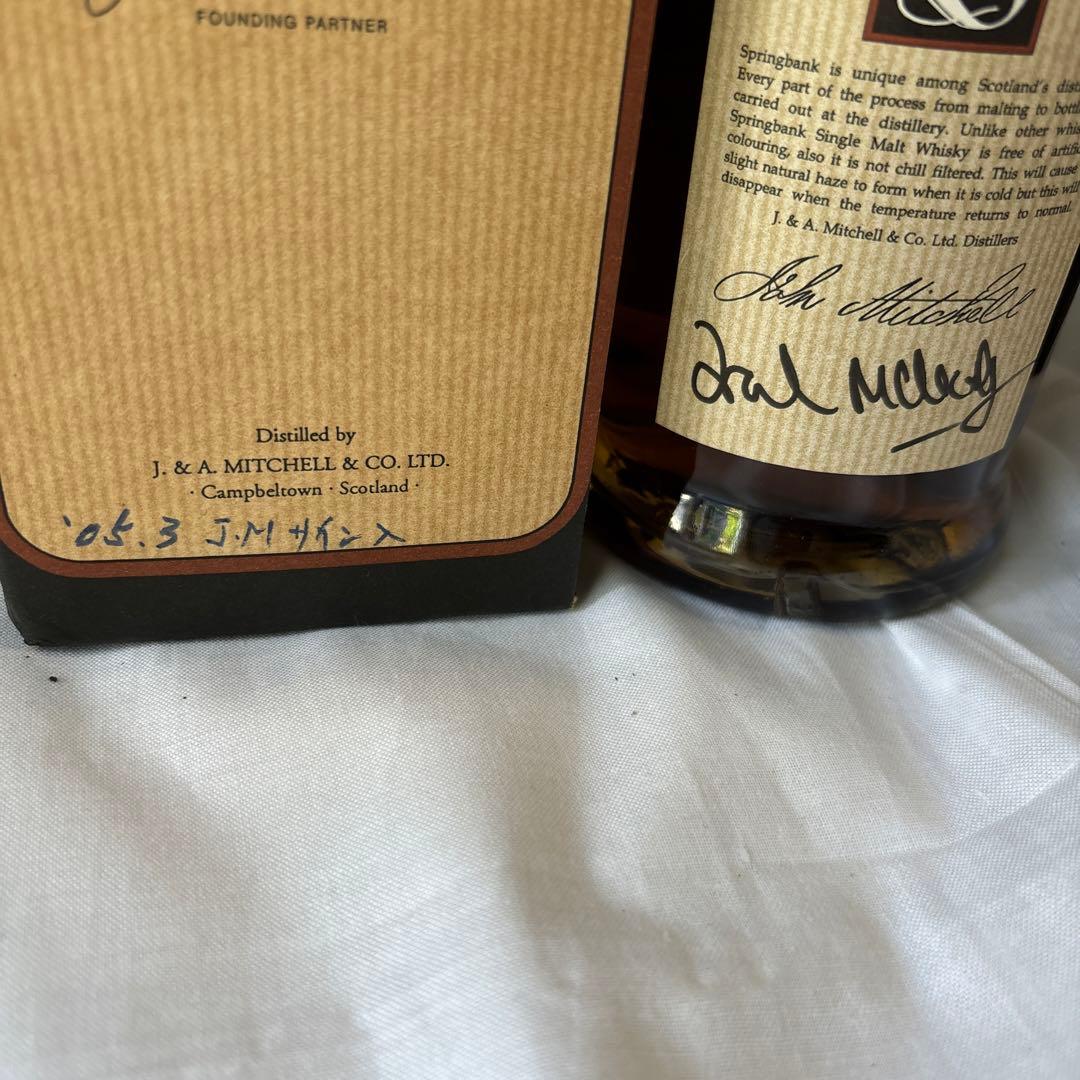 FOUNDING PARTNER
Distilled by
J. & A. MITCHELL & CO. LTD.
· Campbeltown · Scotland ·
'05.3 J.M サイン入
Springbank is unique among Scotland's dist
Every part of the process from malting to bottl
carried out at the distillery. Unlike other whis
Springbank Single Malt Whisky is free of artific
colouring, also it is not chill filtered. This will cause
slight natural haze to form when it is cold but this will
disappear when the temperature returns to normal.
J. & A. Mitchell & Co. Ltd. Distillers
John Mitchell